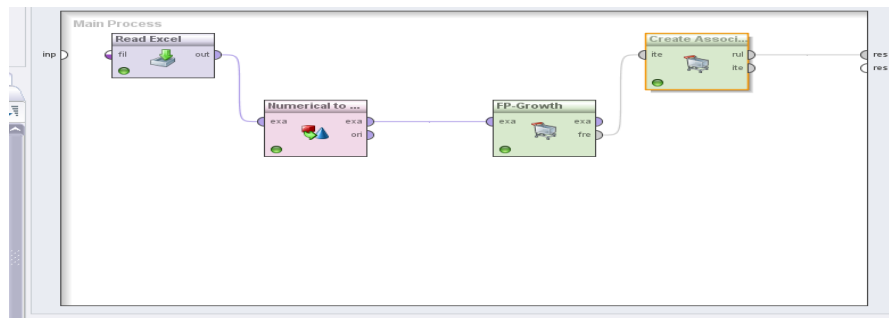 Main Process
Read Excel
inp
fil
out
Numerical to ...
exa
exa
ori
FP-Growth
exa
exa
fre
Create Associ...
ite
rul
ite
res
res